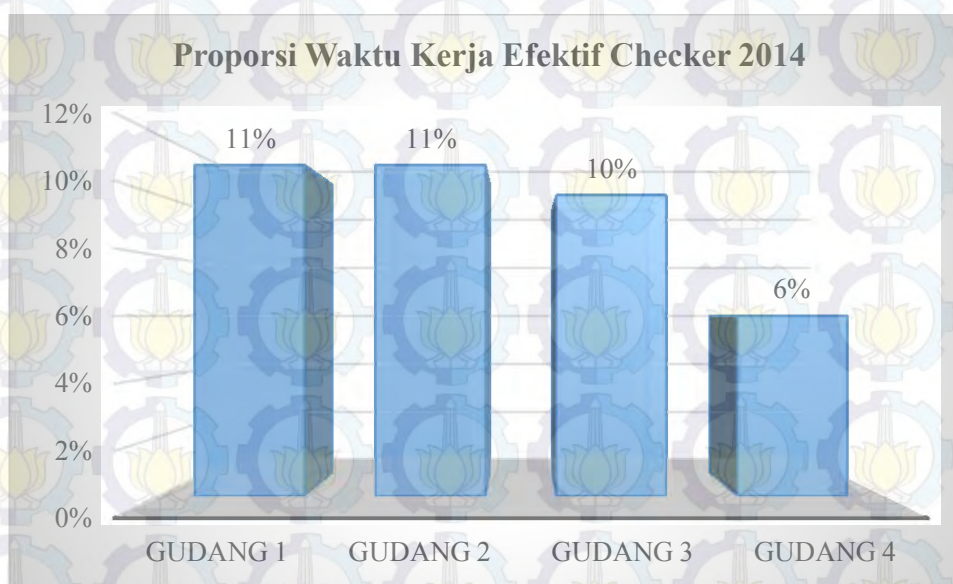 Proporsi Waktu Kerja Efektif Checker 2014
12%
10%
8%
6%
4%
2%
0%
11%
11%
10%
6%
GUDANG 1
GUDANG 2
GUDANG 3
GUDANG 4